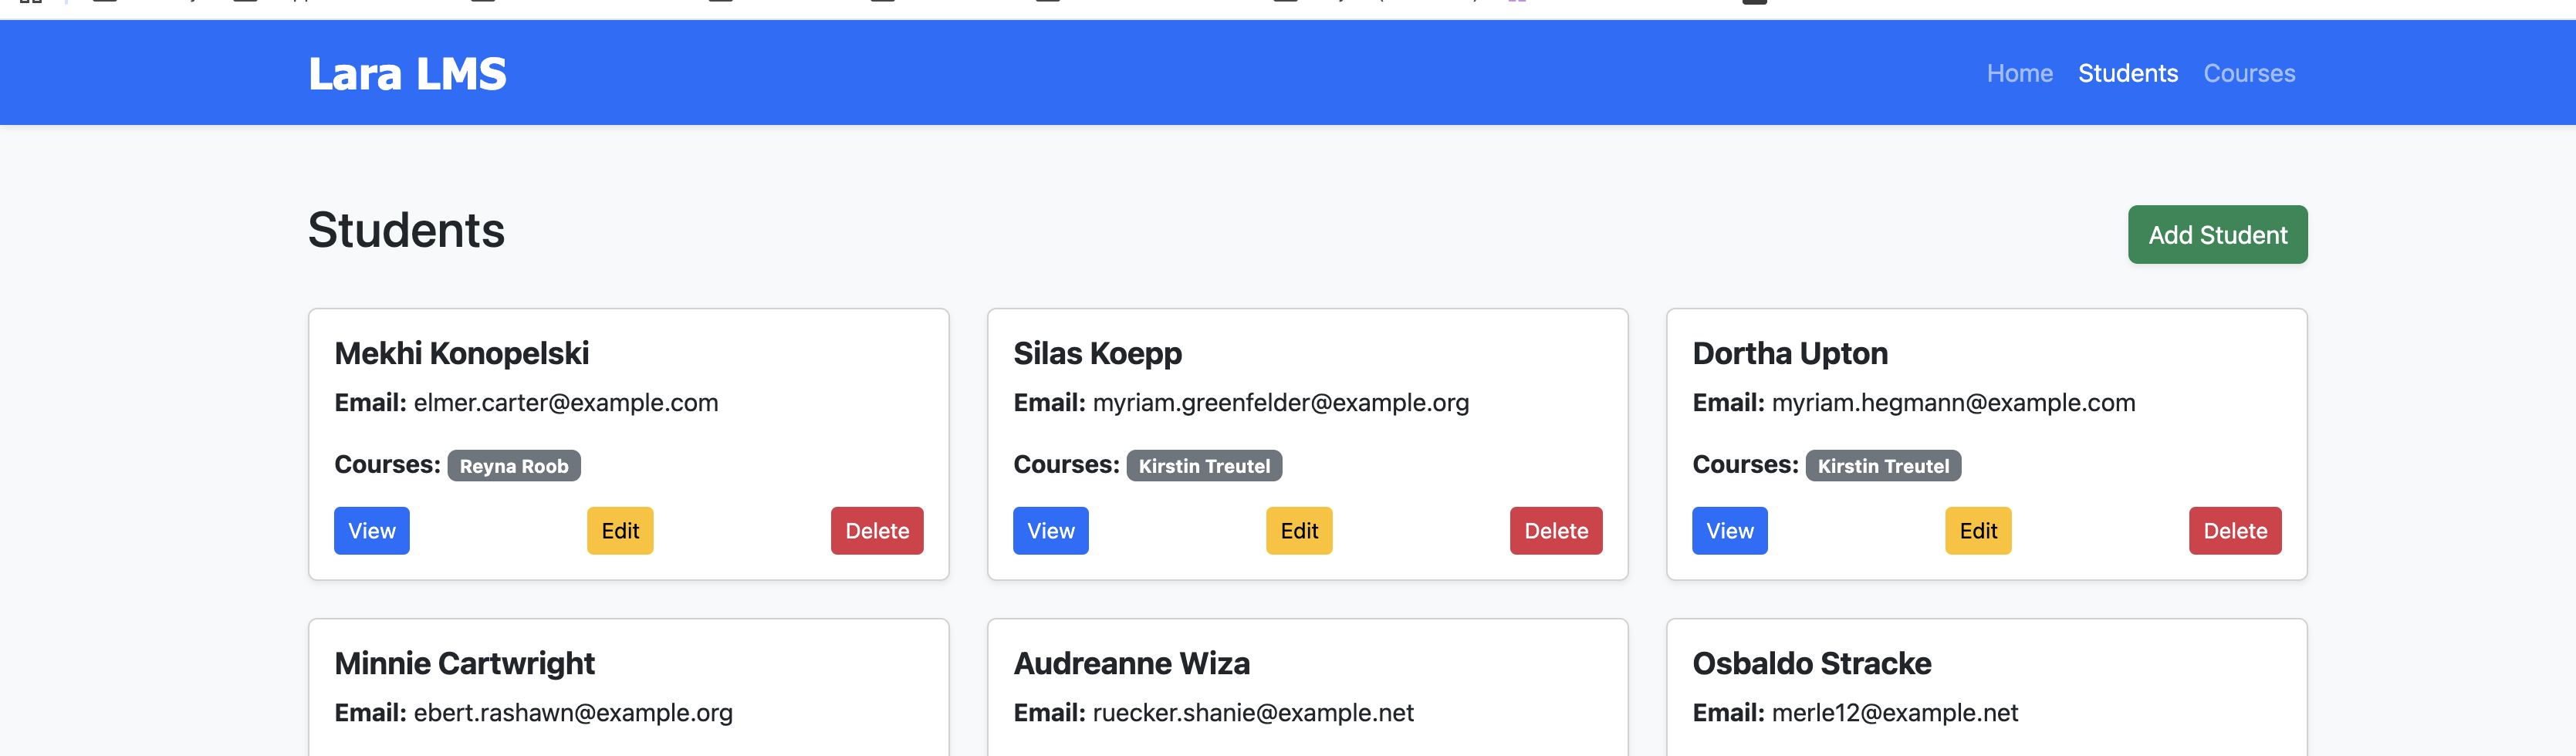 Lara LMS
Home Students Courses
Students
Add Student
Mekhi Konopelski
Email: elmer.carter@example.com
Courses: Reyna Roob
View Edit Delete
Silas Koepp
Email: myriam.greenfelder@example.org
Courses: Kirstin Treutel
View Edit Delete
Dortha Upton
Email: myriam.hegmann@example.com
Courses: Kirstin Treutel
View Edit Delete
Minnie Cartwright
Email: ebert.rashawn@example.org
Audreanne Wiza
Email: ruecker.shanie@example.net
Osbaldo Stracke
Email: merle12@example.net